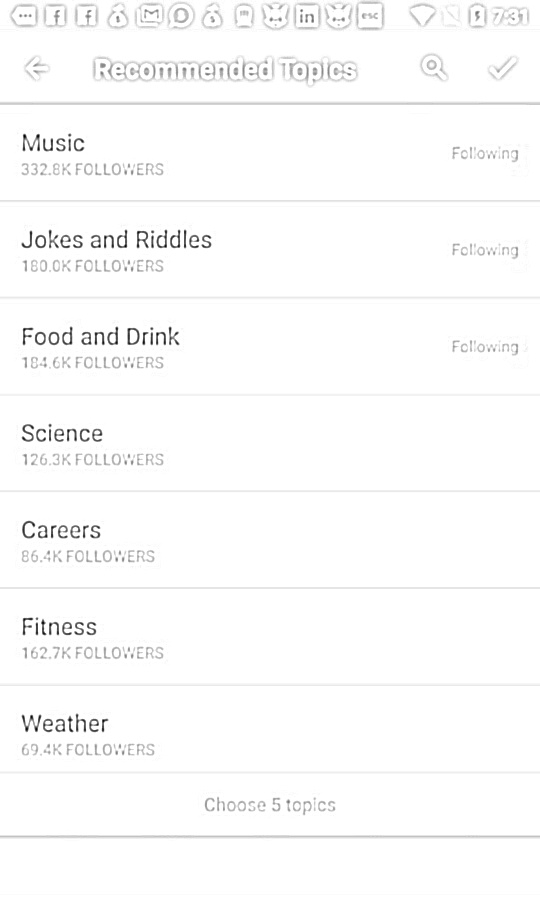 7:31
Recommended Topics
Music
332.8K FOLLOWERS
Following
Jokes and Riddles
180.0K FOLLOWERS
Following
Food and Drink
184.6K FOLLOWERS
Following
Science
126.3K FOLLOWERS
Careers
86.4K FOLLOWERS
Fitness
162.7K FOLLOWERS
Weather
69.4K FOLLOWERS
Choose 5 topics